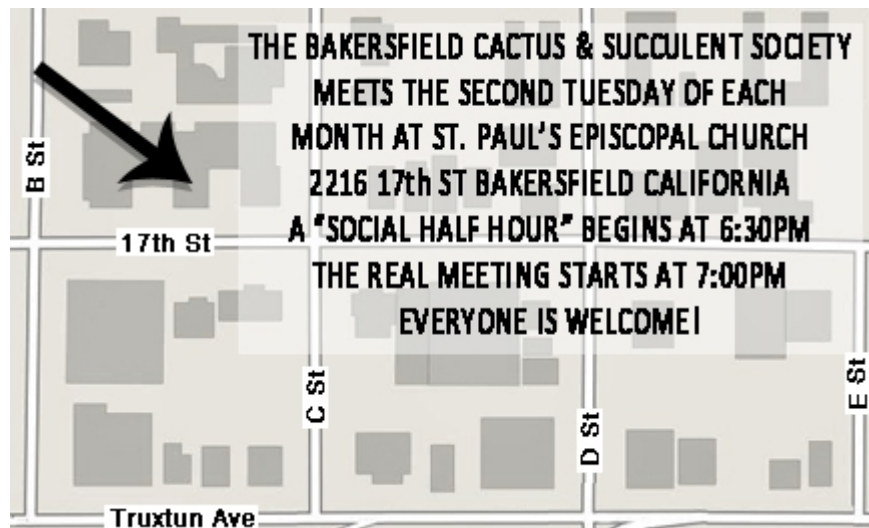 THE BAKERSFIELD CACTUS & SUCCULENT SOCIETY
MEETS THE SECOND TUESDAY OF EACH
MONTH AT ST. PAUL'S EPISCOPAL CHURCH
2216 17th ST BAKERSFIELD CALIFORNIA
A "SOCIAL HALF HOUR" BEGINS AT 6:30PM
THE REAL MEETING STARTS AT 7:00PM
EVERYONE IS WELCOME!
B St
17th St
C St
D St
E St
Truxtun Ave